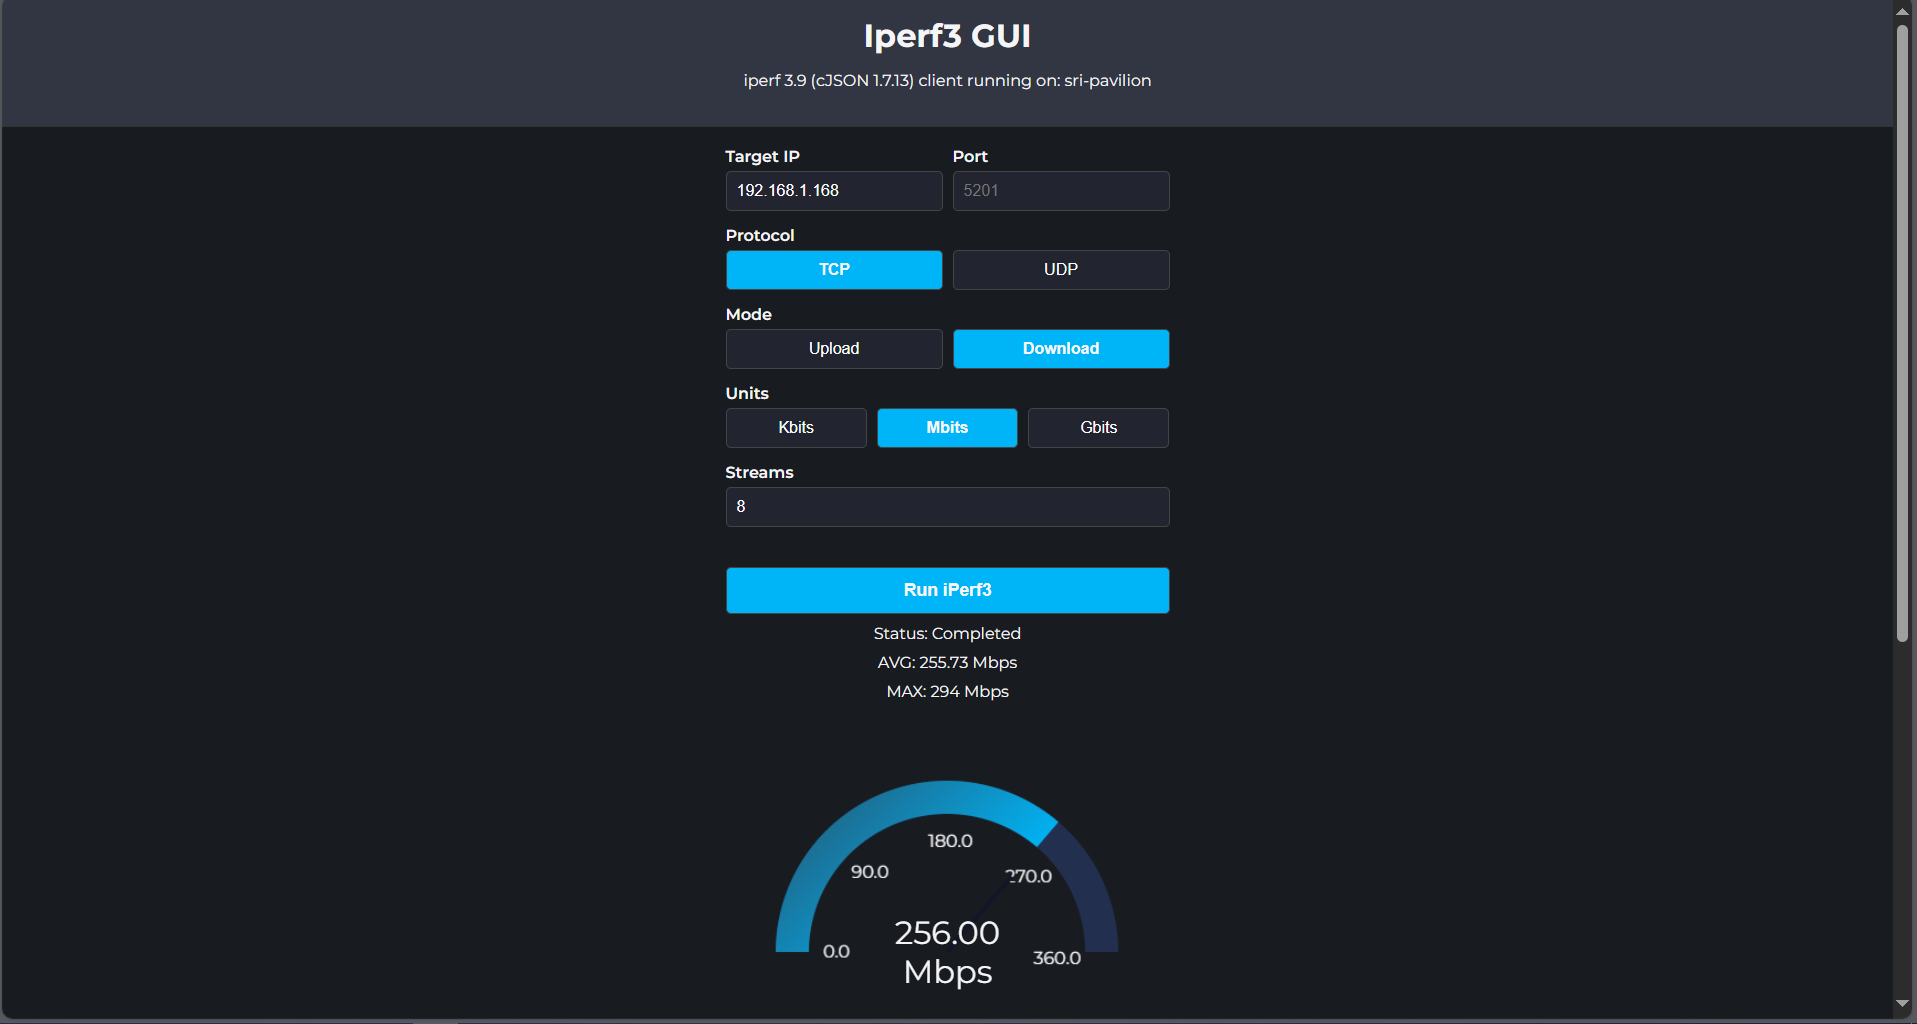 Iperf3 GUI
iperf 3.9 (cJSON 1.7.13) client running on: sri-pavilion
Target IP Port
192.168.1.168 5201
Protocol
TCP UDP
Mode
Upload Download
Units
Kbits Mbits Gbits
Streams
8
Run iPerf3
Status: Completed
AVG: 255.73 Mbps
MAX: 294 Mbps
180.0
90.0 270.0
256.00
0.0 360.0
Mbps